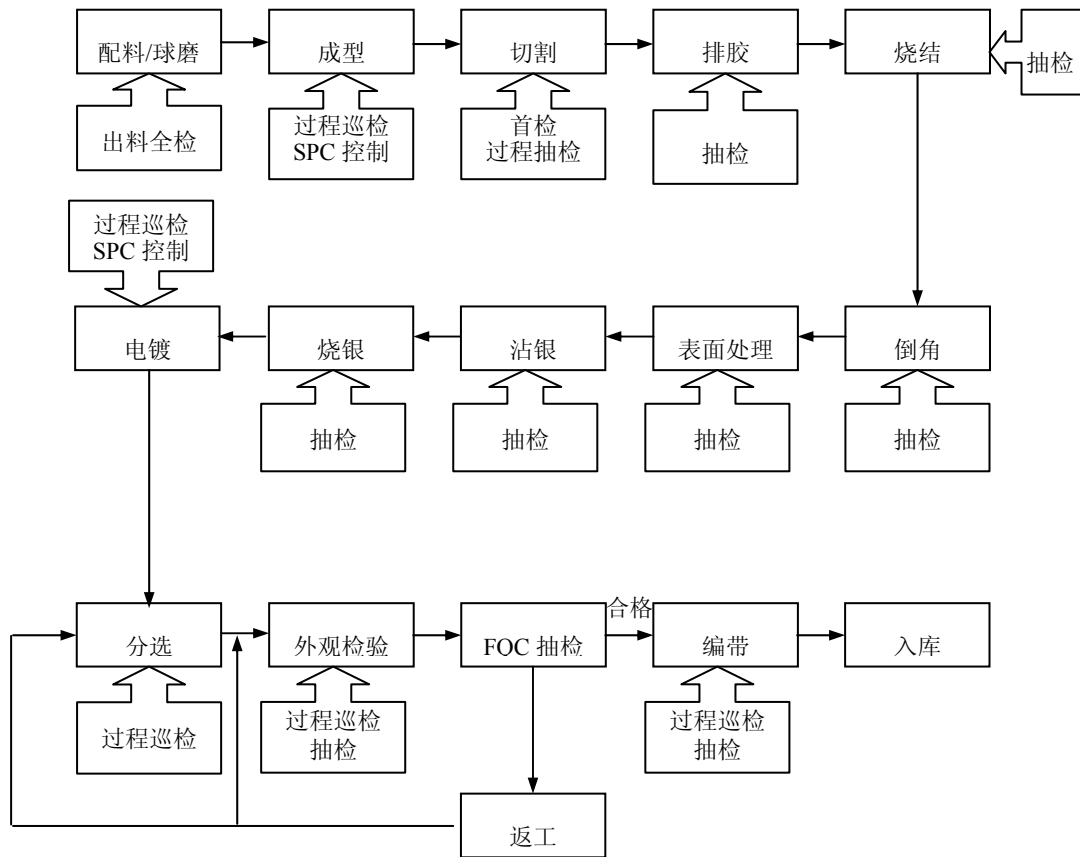 配料/球磨
成型
切割
排胶
烧结
抽检
出料全检
过程巡检
SPC 控制
首检
过程抽检
抽检
过程巡检
SPC 控制
电镀
烧银
沾银
表面处理
倒角
抽检
抽检
抽检
抽检
合格
分选
外观检验
FQC 抽检
编带
入库
过程巡检
过程巡检
抽检
过程巡检
抽检
返工